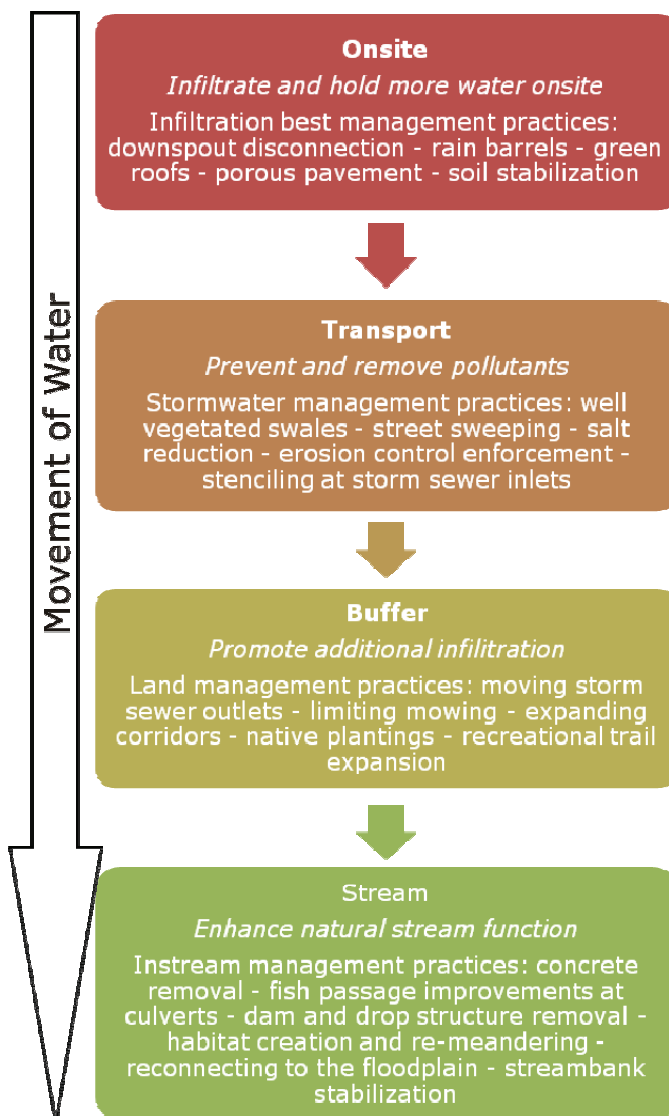 Movement of Water
Onsite
Infiltrate and hold more water onsite
Infiltration best management practices:
downspout disconnection - rain barrels - green
roofs - porous pavement - soil stabilization
Transport
Prevent and remove pollutants
Stormwater management practices: well
vegetated swales - street sweeping - salt
reduction - erosion control enforcement -
stenciling at storm sewer inlets
Buffer
Promote additional infilitration
Land management practices: moving storm
sewer outlets - limiting mowing - expanding
corridors - native plantings - recreational trail
expansion
Stream
Enhance natural stream function
Instream management practices: concrete
removal - fish passage improvements at
culverts - dam and drop structure removal -
habitat creation and re-meandering -
reconnecting to the floodplain - streambank
stabilization